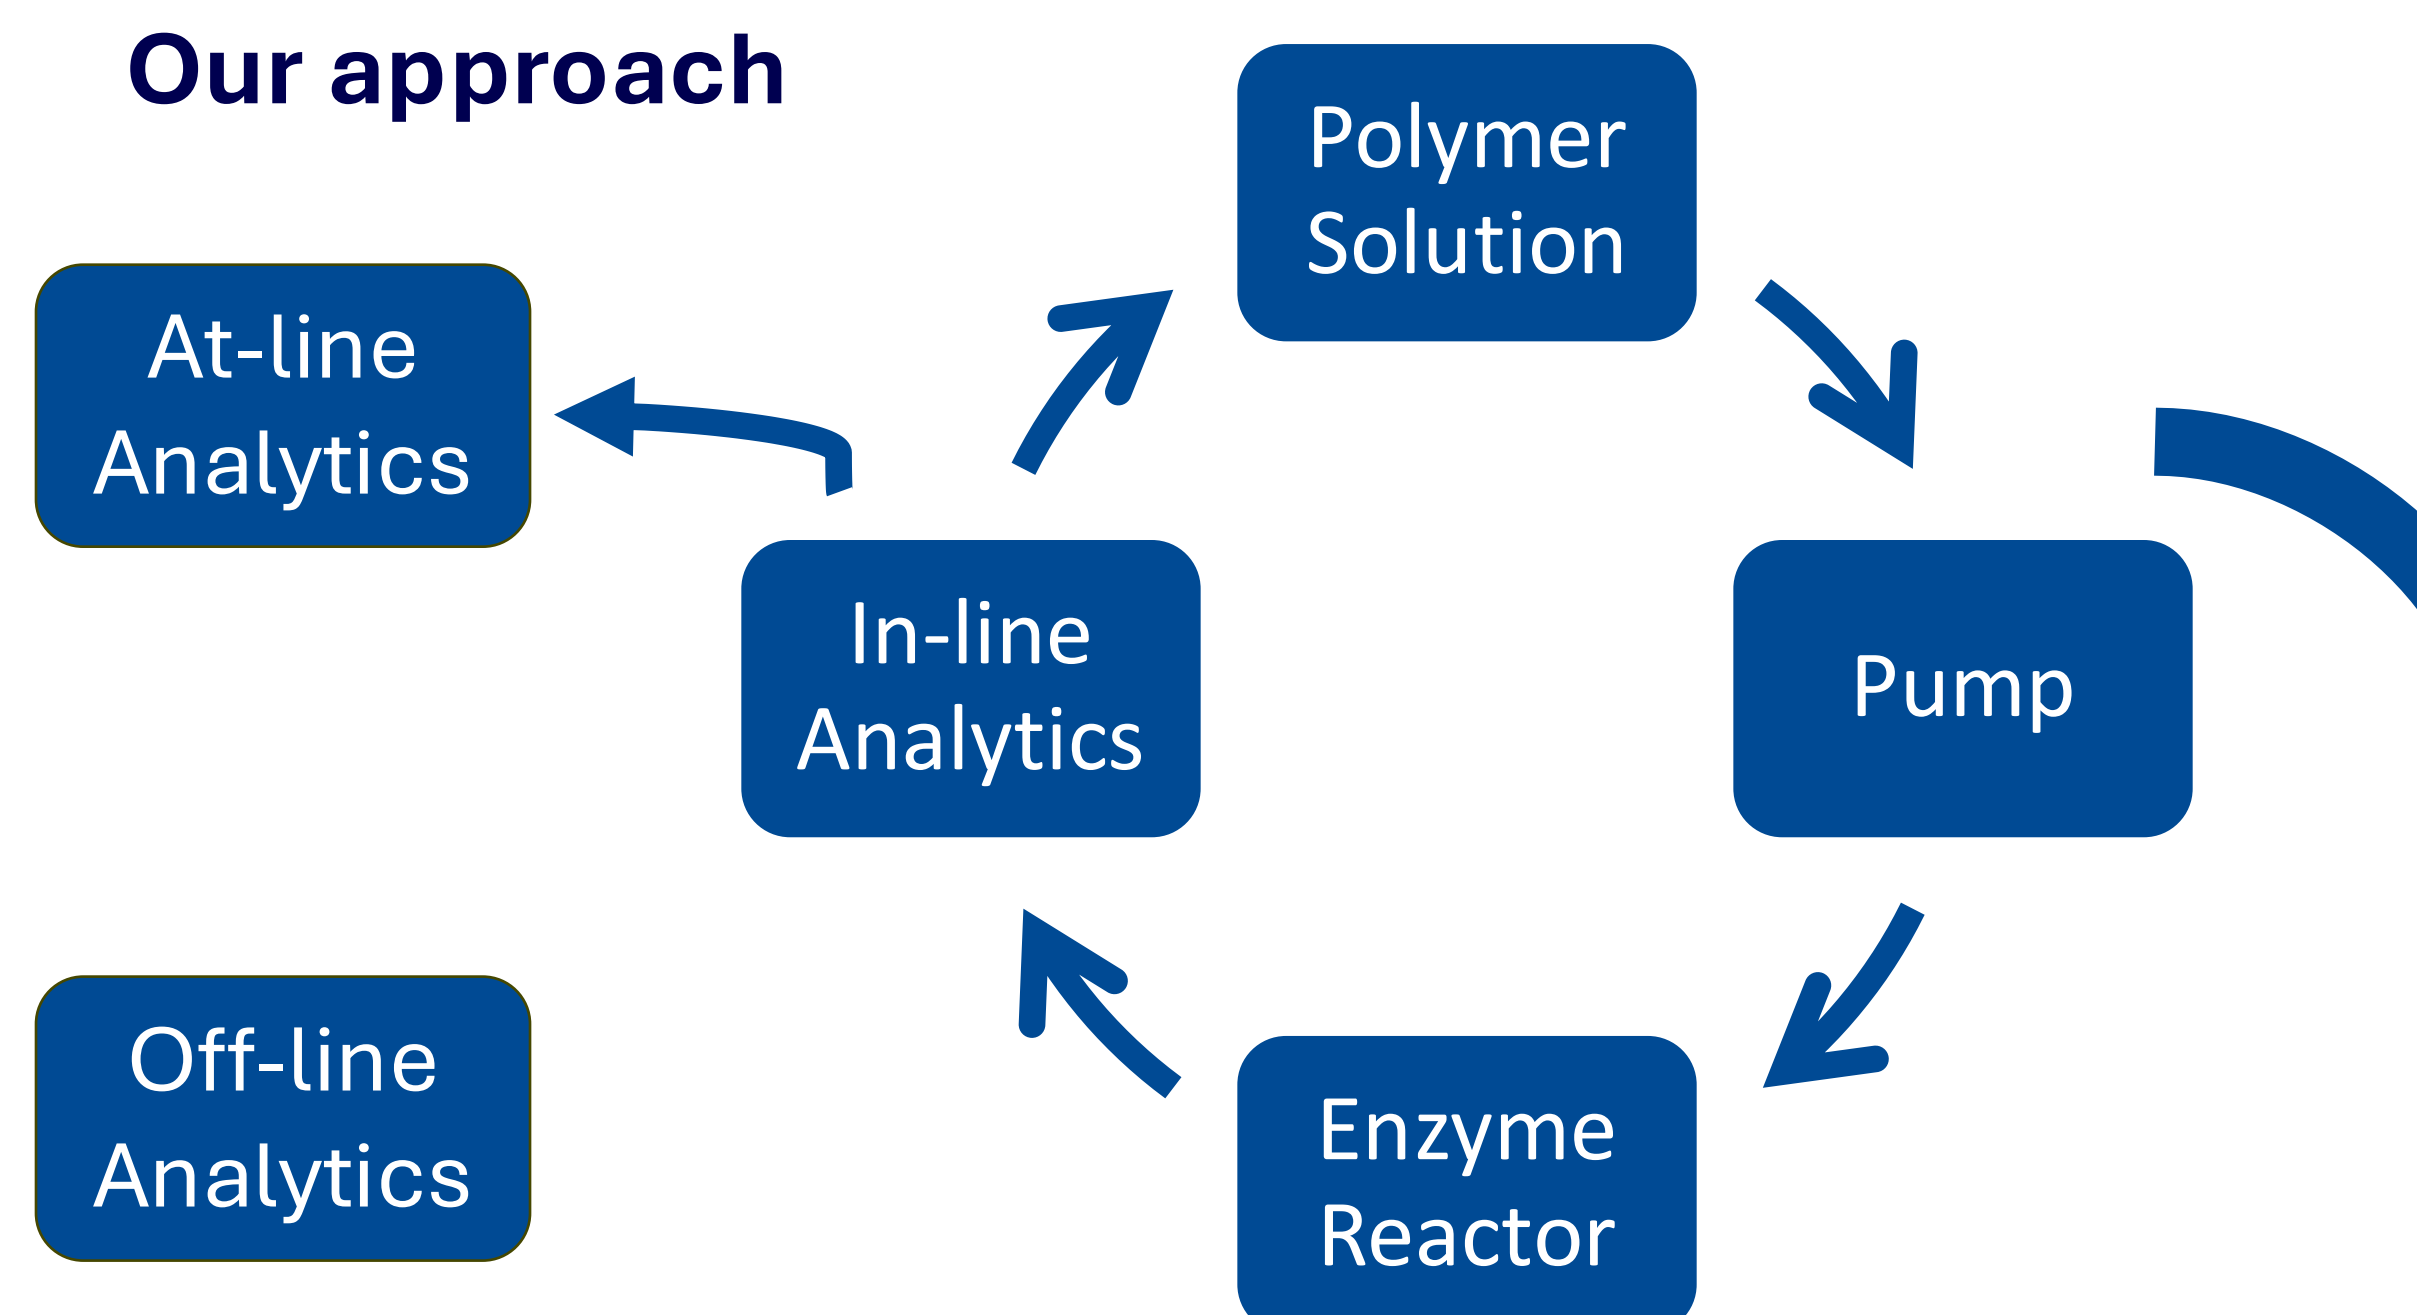 Our approach
Polymer
Solution
At-line
Analytics
In-line
Analytics
Pump
Off-line
Analytics
Enzyme
Reactor